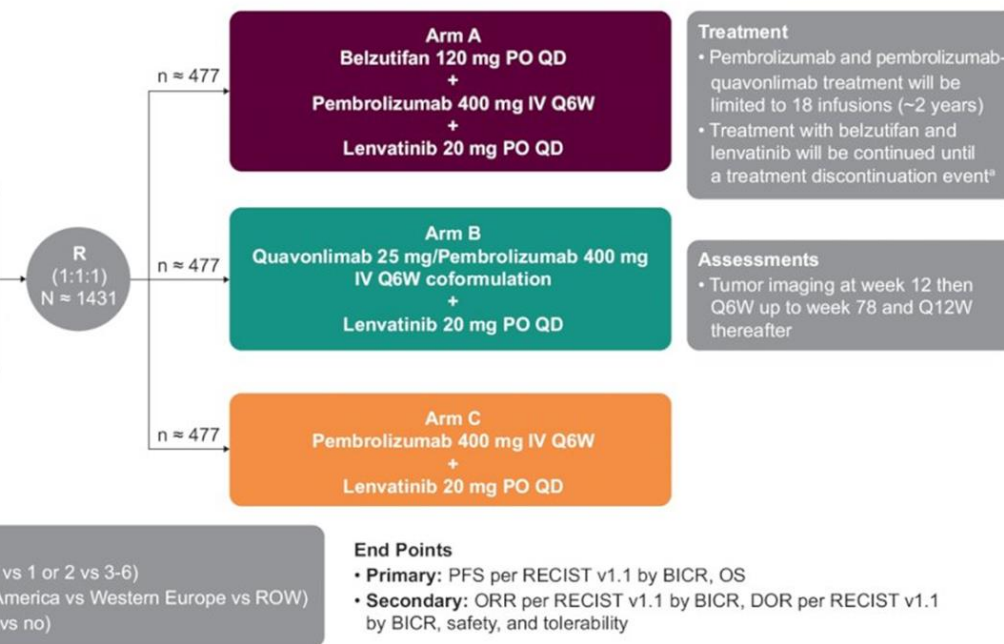 R
(1:1:1)
N ≈ 1431
n ≈ 477
Arm A
Belzutifan 120 mg PO QD
+
Pembrolizumab 400 mg IV Q6W
+
Lenvatinib 20 mg PO QD
n ≈ 477
Arm B
Quavonlimab 25 mg/Pembrolizumab 400 mg
IV Q6W coformulation
+
Lenvatinib 20 mg PO QD
n ≈ 477
Arm C
Pembrolizumab 400 mg IV Q6W
+
Lenvatinib 20 mg PO QD
Treatment
• Pembrolizumab and pembrolizumab-
quavonlimab treatment will be
limited to 18 infusions (~2 years)
• Treatment with belzutifan and
lenvatinib will be continued until
a treatment discontinuation eventᵃ
Assessments
• Tumor imaging at week 12 then
Q6W up to week 78 and Q12W
thereafter
vs 1 or 2 vs 3-6)
America vs Western Europe vs ROW)
vs no)
End Points
• Primary: PFS per RECIST v1.1 by BICR, OS
• Secondary: ORR per RECIST v1.1 by BICR, DOR per RECIST v1.1
by BICR, safety, and tolerability